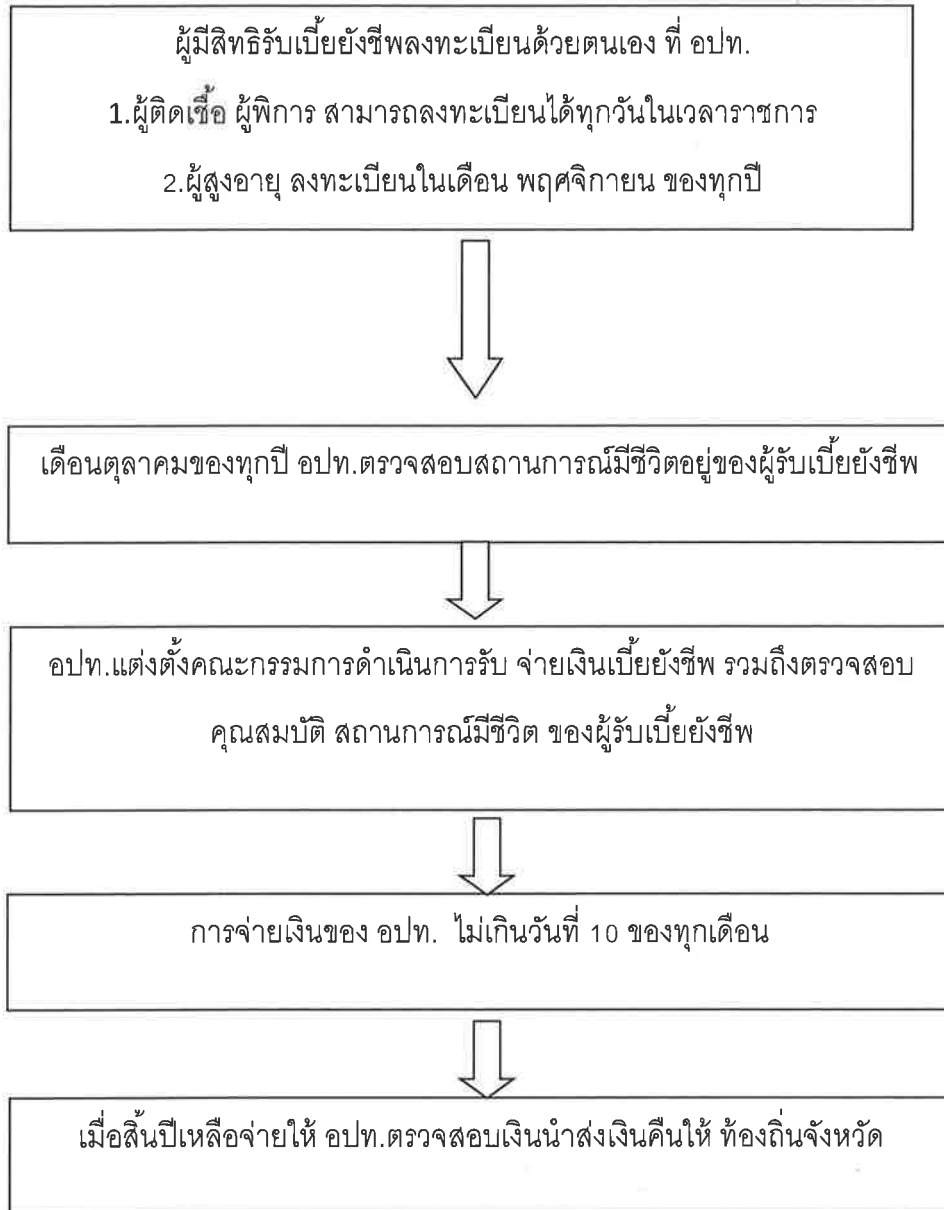 ผู้มีสิทธิรับเบี้ยยังชีพลงทะเบียนด้วยตนเอง ที่ อปท.
1.ผู้ติดเชื้อ ผู้พิการ สามารถลงทะเบียนได้ทุกวันในเวลาราชการ
2.ผู้สูงอายุ ลงทะเบียนในเดือน พฤศจิกายน ของทุกปี
เดือนตุลาคมของทุกปี อปท.ตรวจสอบสถานการณ์มีชีวิตอยู่ของผู้รับเบี้ยยังชีพ
อปท.แต่งตั้งคณะกรรมการดำเนินการรับ จ่ายเงินเบี้ยยังชีพ รวมถึงตรวจสอบ
คุณสมบัติ สถานการณ์มีชีวิต ของผู้รับเบี้ยยังชีพ
การจ่ายเงินของ อปท. ไม่เกินวันที่ 10 ของทุกเดือน
เมื่อสิ้นปีเหลือจ่ายให้ อปท.ตรวจสอบเงินนำส่งเงินคืนให้ ท้องถิ่นจังหวัด